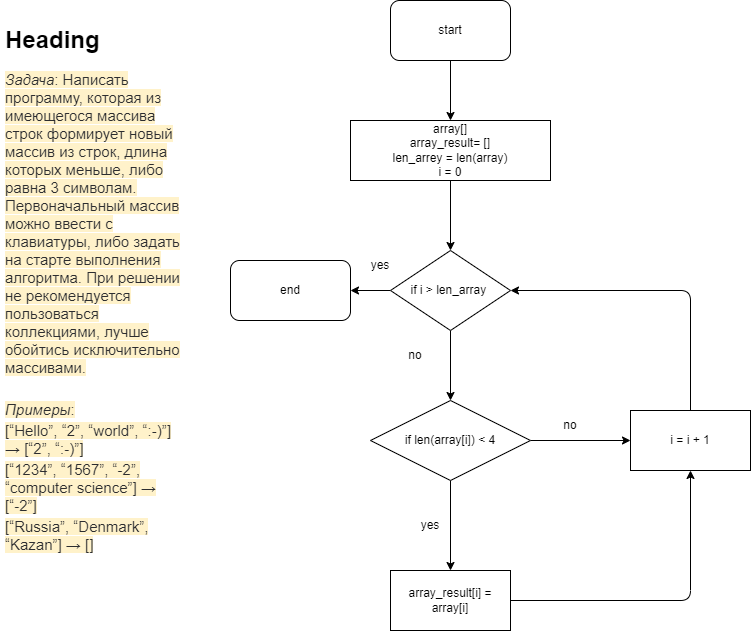 Heading
Задача: Написать
программу, которая из
имеющегося массива
строк формирует новый
массив из строк, длина
которых меньше, либо
равна 3 символам.
Первоначальный массив
можно ввести с
клавиатуры, либо задать
на старте выполнения
алгоритма. При решении
не рекомендуется
пользоваться
коллекциями, лучше
обойтись исключительно
массивами.
Примеры:
[“Hello”, “2”, “world”, “:-)”]
→ [“2”, “:-)”]
[“1234”, “1567”, “-2”,
“computer science”] →
[“-2”]
[“Russia”, “Denmark”,
“Kazan”] → []
start
array[]
array_result= []
len_arrey = len(array)
i = 0
yes
end
if i > len_array
no
if len(array[i]) < 4
no
i = i + 1
yes
array_result[i] =
array[i]